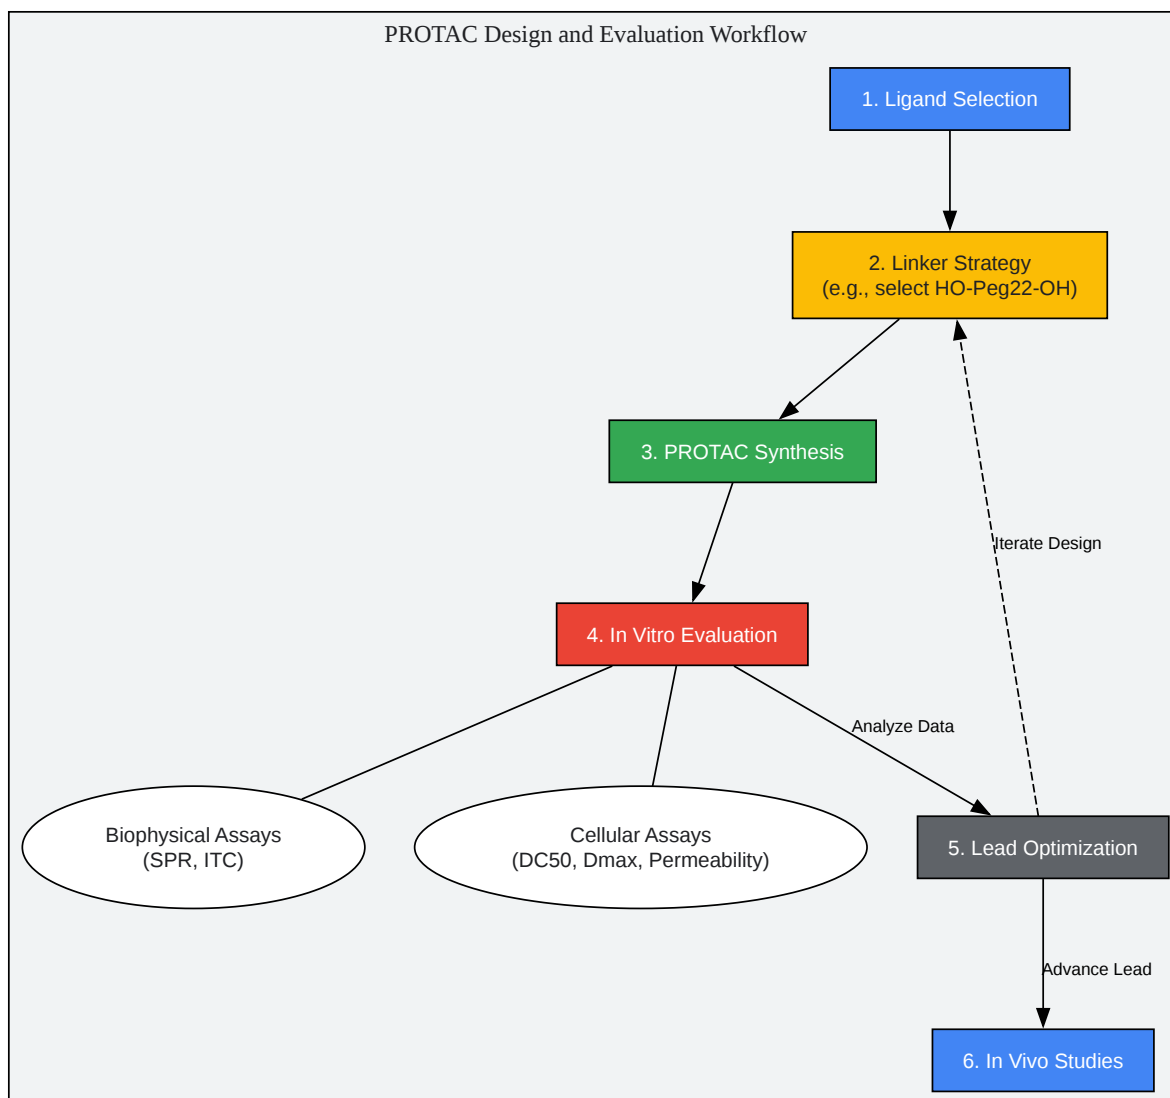 PROTAC Design and Evaluation Workflow
1. Ligand Selection
2. Linker Strategy
(e.g., select HO-Peg22-OH)
3. PROTAC Synthesis
Iterate Design
4. In Vitro Evaluation
Analyze Data
Biophysical Assays
(SPR, ITC)
Cellular Assays
(DC50, Dmax, Permeability)
5. Lead Optimization
Advance Lead
6. In Vivo Studies